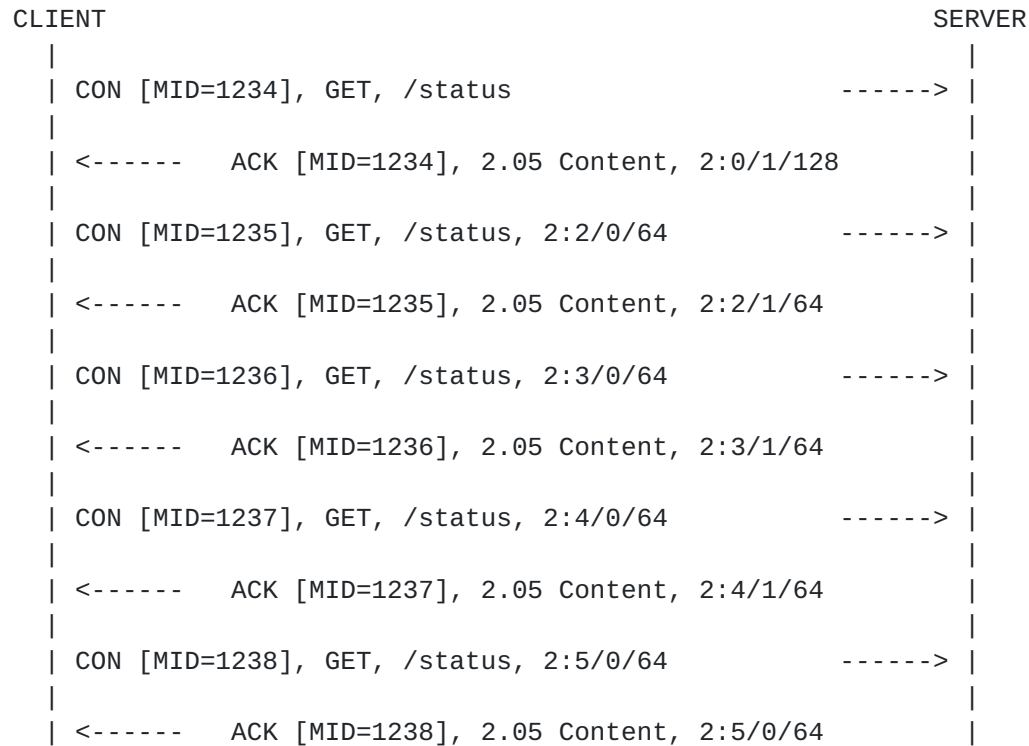 CLIENT                                                     SERVER
  |                                                          |
  | CON [MID=1234], GET, /status                     ------> |
  |                                                          |
  | <------   ACK [MID=1234], 2.05 Content, 2:0/1/128        |
  |                                                          |
  | CON [MID=1235], GET, /status, 2:2/0/64           ------> |
  |                                                          |
  | <------   ACK [MID=1235], 2.05 Content, 2:2/1/64         |
  |                                                          |
  | CON [MID=1236], GET, /status, 2:3/0/64           ------> |
  |                                                          |
  | <------   ACK [MID=1236], 2.05 Content, 2:3/1/64         |
  |                                                          |
  | CON [MID=1237], GET, /status, 2:4/0/64           ------> |
  |                                                          |
  | <------   ACK [MID=1237], 2.05 Content, 2:4/1/64         |
  |                                                          |
  | CON [MID=1238], GET, /status, 2:5/0/64           ------> |
  |                                                          |
  | <------   ACK [MID=1238], 2.05 Content, 2:5/0/64         |